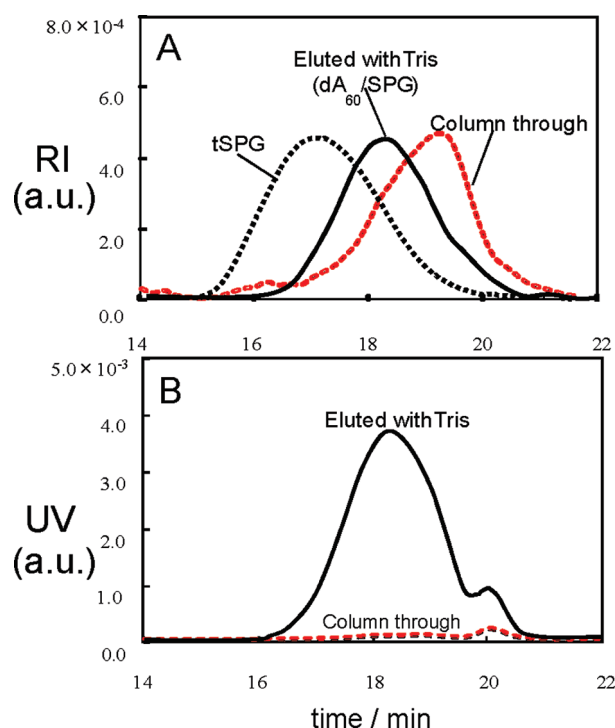 8.0 × 10⁻⁴
A
Eluted with Tris
(dA₆₀/SPG)
6.0
Column through
tSPG
RI
(a.u.)
4.0
2.0
0.0
14 16 18 20 22
5.0 × 10⁻³
B
Eluted with Tris
4.0
3.0
UV
(a.u.)
2.0
1.0
Column through
0.0
14 16 18 20 22
time / min